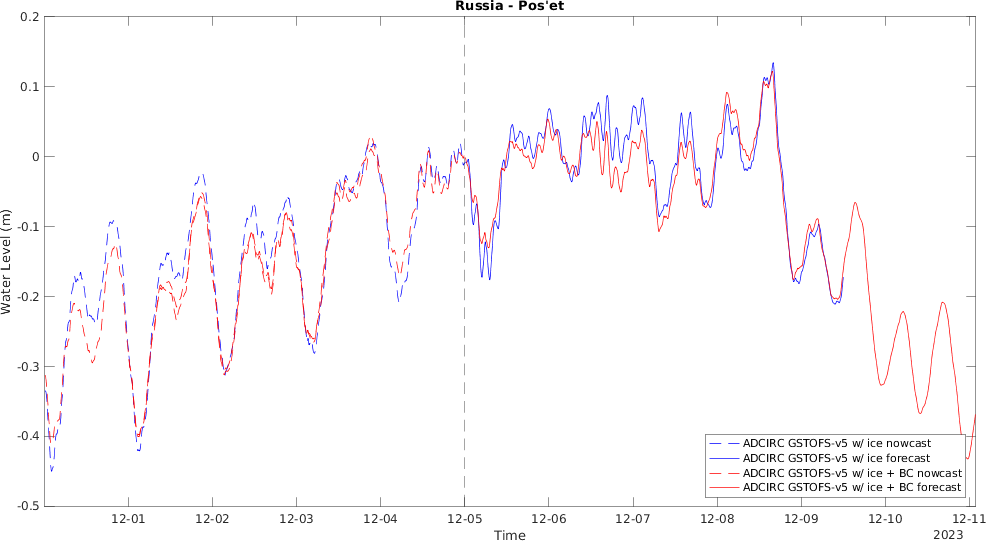 Russia - Pos'et
0.2
0.1
0
-0.1
-0.2
-0.3
-0.4
-0.5
Water Level (m)
ADCIRC GSTOFS-v5 w/ ice nowcast
ADCIRC GSTOFS-v5 w/ ice forecast
ADCIRC GSTOFS-v5 w/ ice + BC nowcast
ADCIRC GSTOFS-v5 w/ ice + BC forecast
12-01 12-02 12-03 12-04 12-05 12-06 12-07 12-08 12-09 12-10 12-11
Time
2023